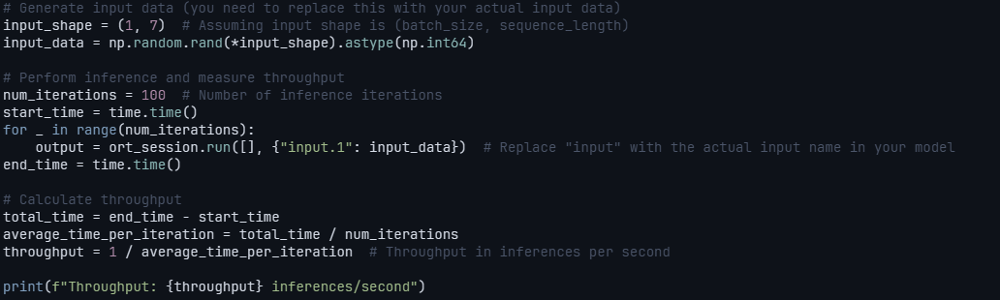 # Generate input data (you need to replace this with your actual input data)
input_shape = (1, 7)  # Assuming input shape is (batch_size, sequence_length)
input_data = np.random.rand(*input_shape).astype(np.int64)

# Perform inference and measure throughput
num_iterations = 100  # Number of inference iterations
start_time = time.time()
for _ in range(num_iterations):
    output = ort_session.run([], {"input.1": input_data})  # Replace "input" with the actual input name in your model
end_time = time.time()

# Calculate throughput
total_time = end_time - start_time
average_time_per_iteration = total_time / num_iterations
throughput = 1 / average_time_per_iteration  # Throughput in inferences per second

print(f"Throughput: {throughput} inferences/second")